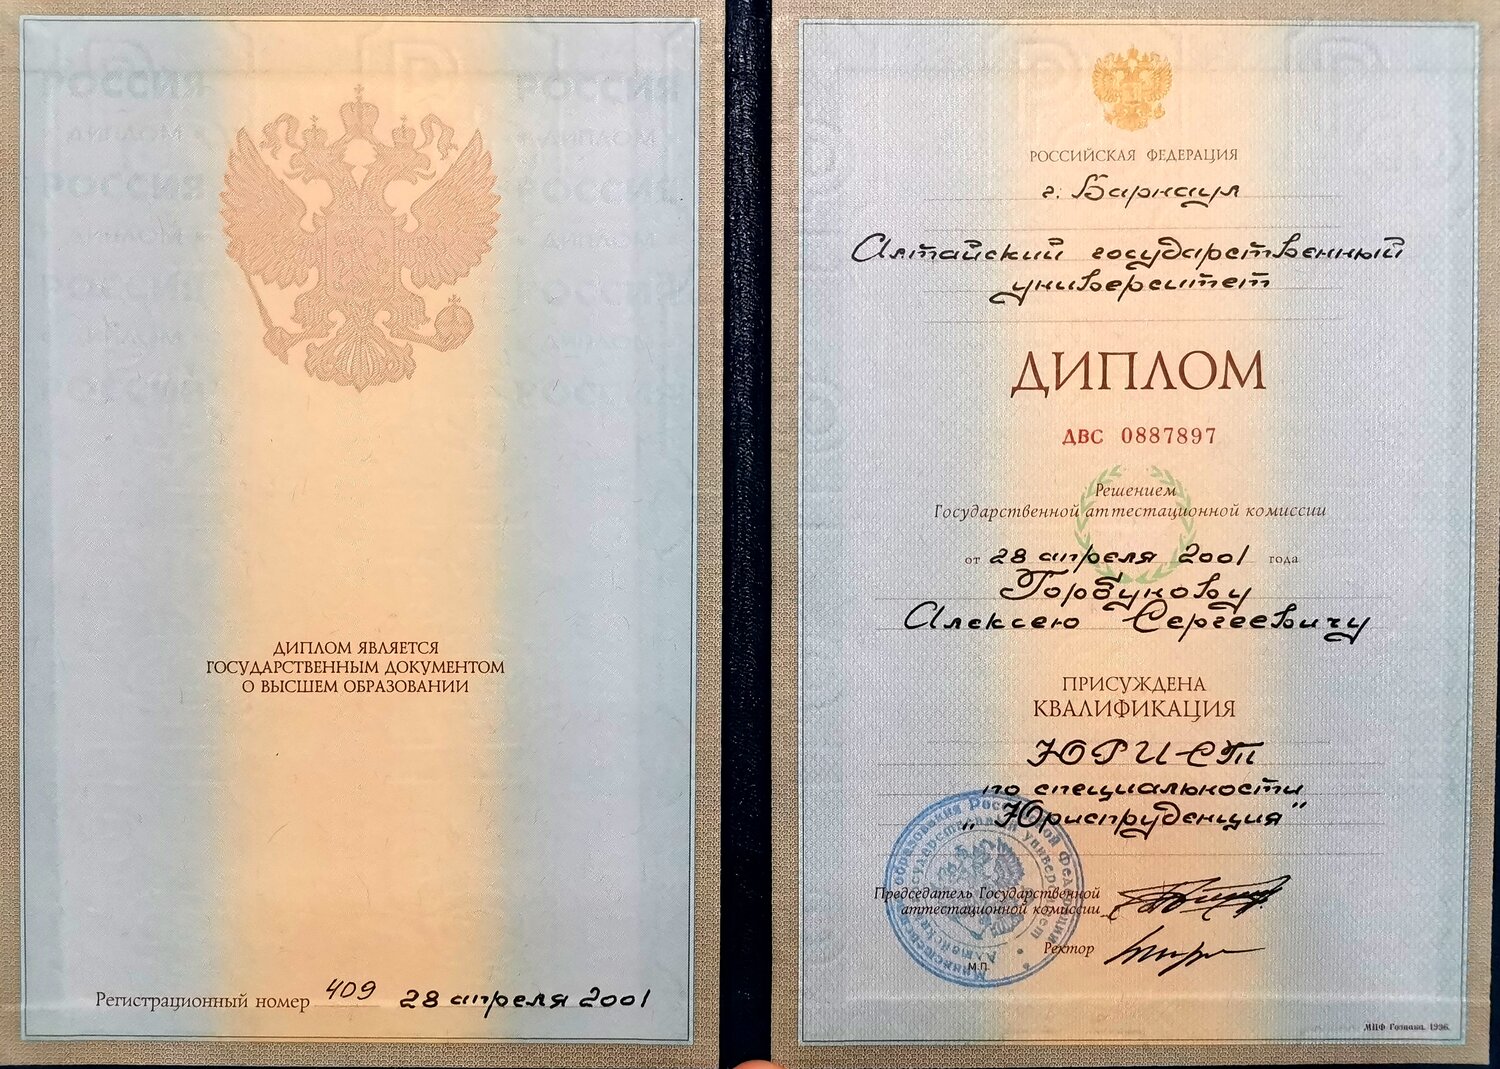 ДИПЛОМ ЯВЛЯЕТСЯ
ГОСУДАРСТВЕННЫМ ДОКУМЕНТОМ
О ВЫСШЕМ ОБРАЗОВАНИИ
Регистрационный номер 409 28 апреля 2001
РОССИЙСКАЯ ФЕДЕРАЦИЯ
г. Барнаул
Алтайский государственный
университет
ДИПЛОМ
ДВС 0887897
Решением
Государственной аттестационной комиссии
от 28 апреля 2001 года
Горбунову
Алексею Сергеевичу
ПРИСУЖДЕНА
КВАЛИФИКАЦИЯ
ЮРИСТ
по специальности
„Юриспруденция"
Председатель Государственной
аттестационной комиссии
Ректор
М.П.
МПФ Гознака. 1996.